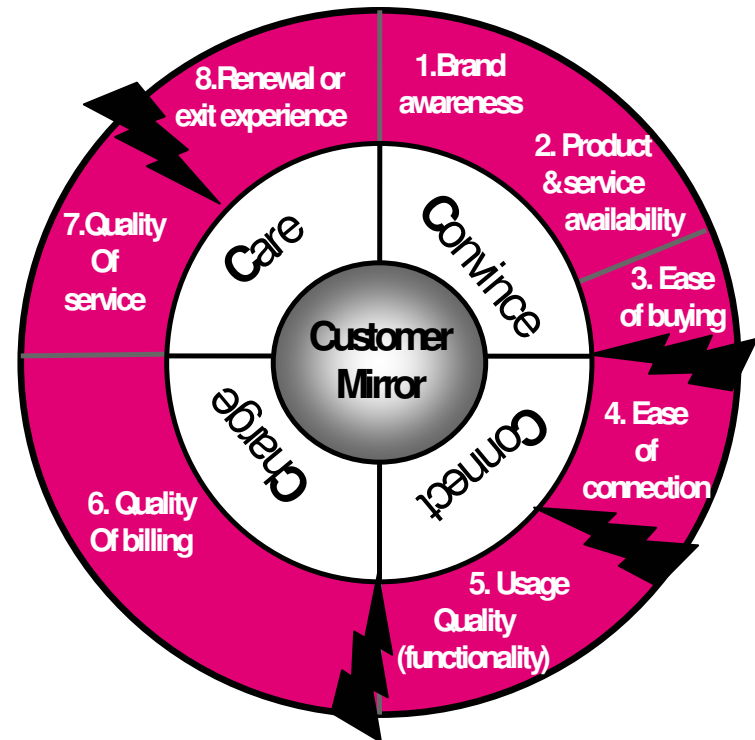 1.Brand
awareness
2. Product
& service
availability
3. Ease
of buying
4. Ease
of
connection
5. Usage
Quality
(functionality)
6. Quality
Of billing
7.Quality
Of
service
8.Renewal or
exit experience
Convince
Connect
Charge
Care
Customer
Mirror